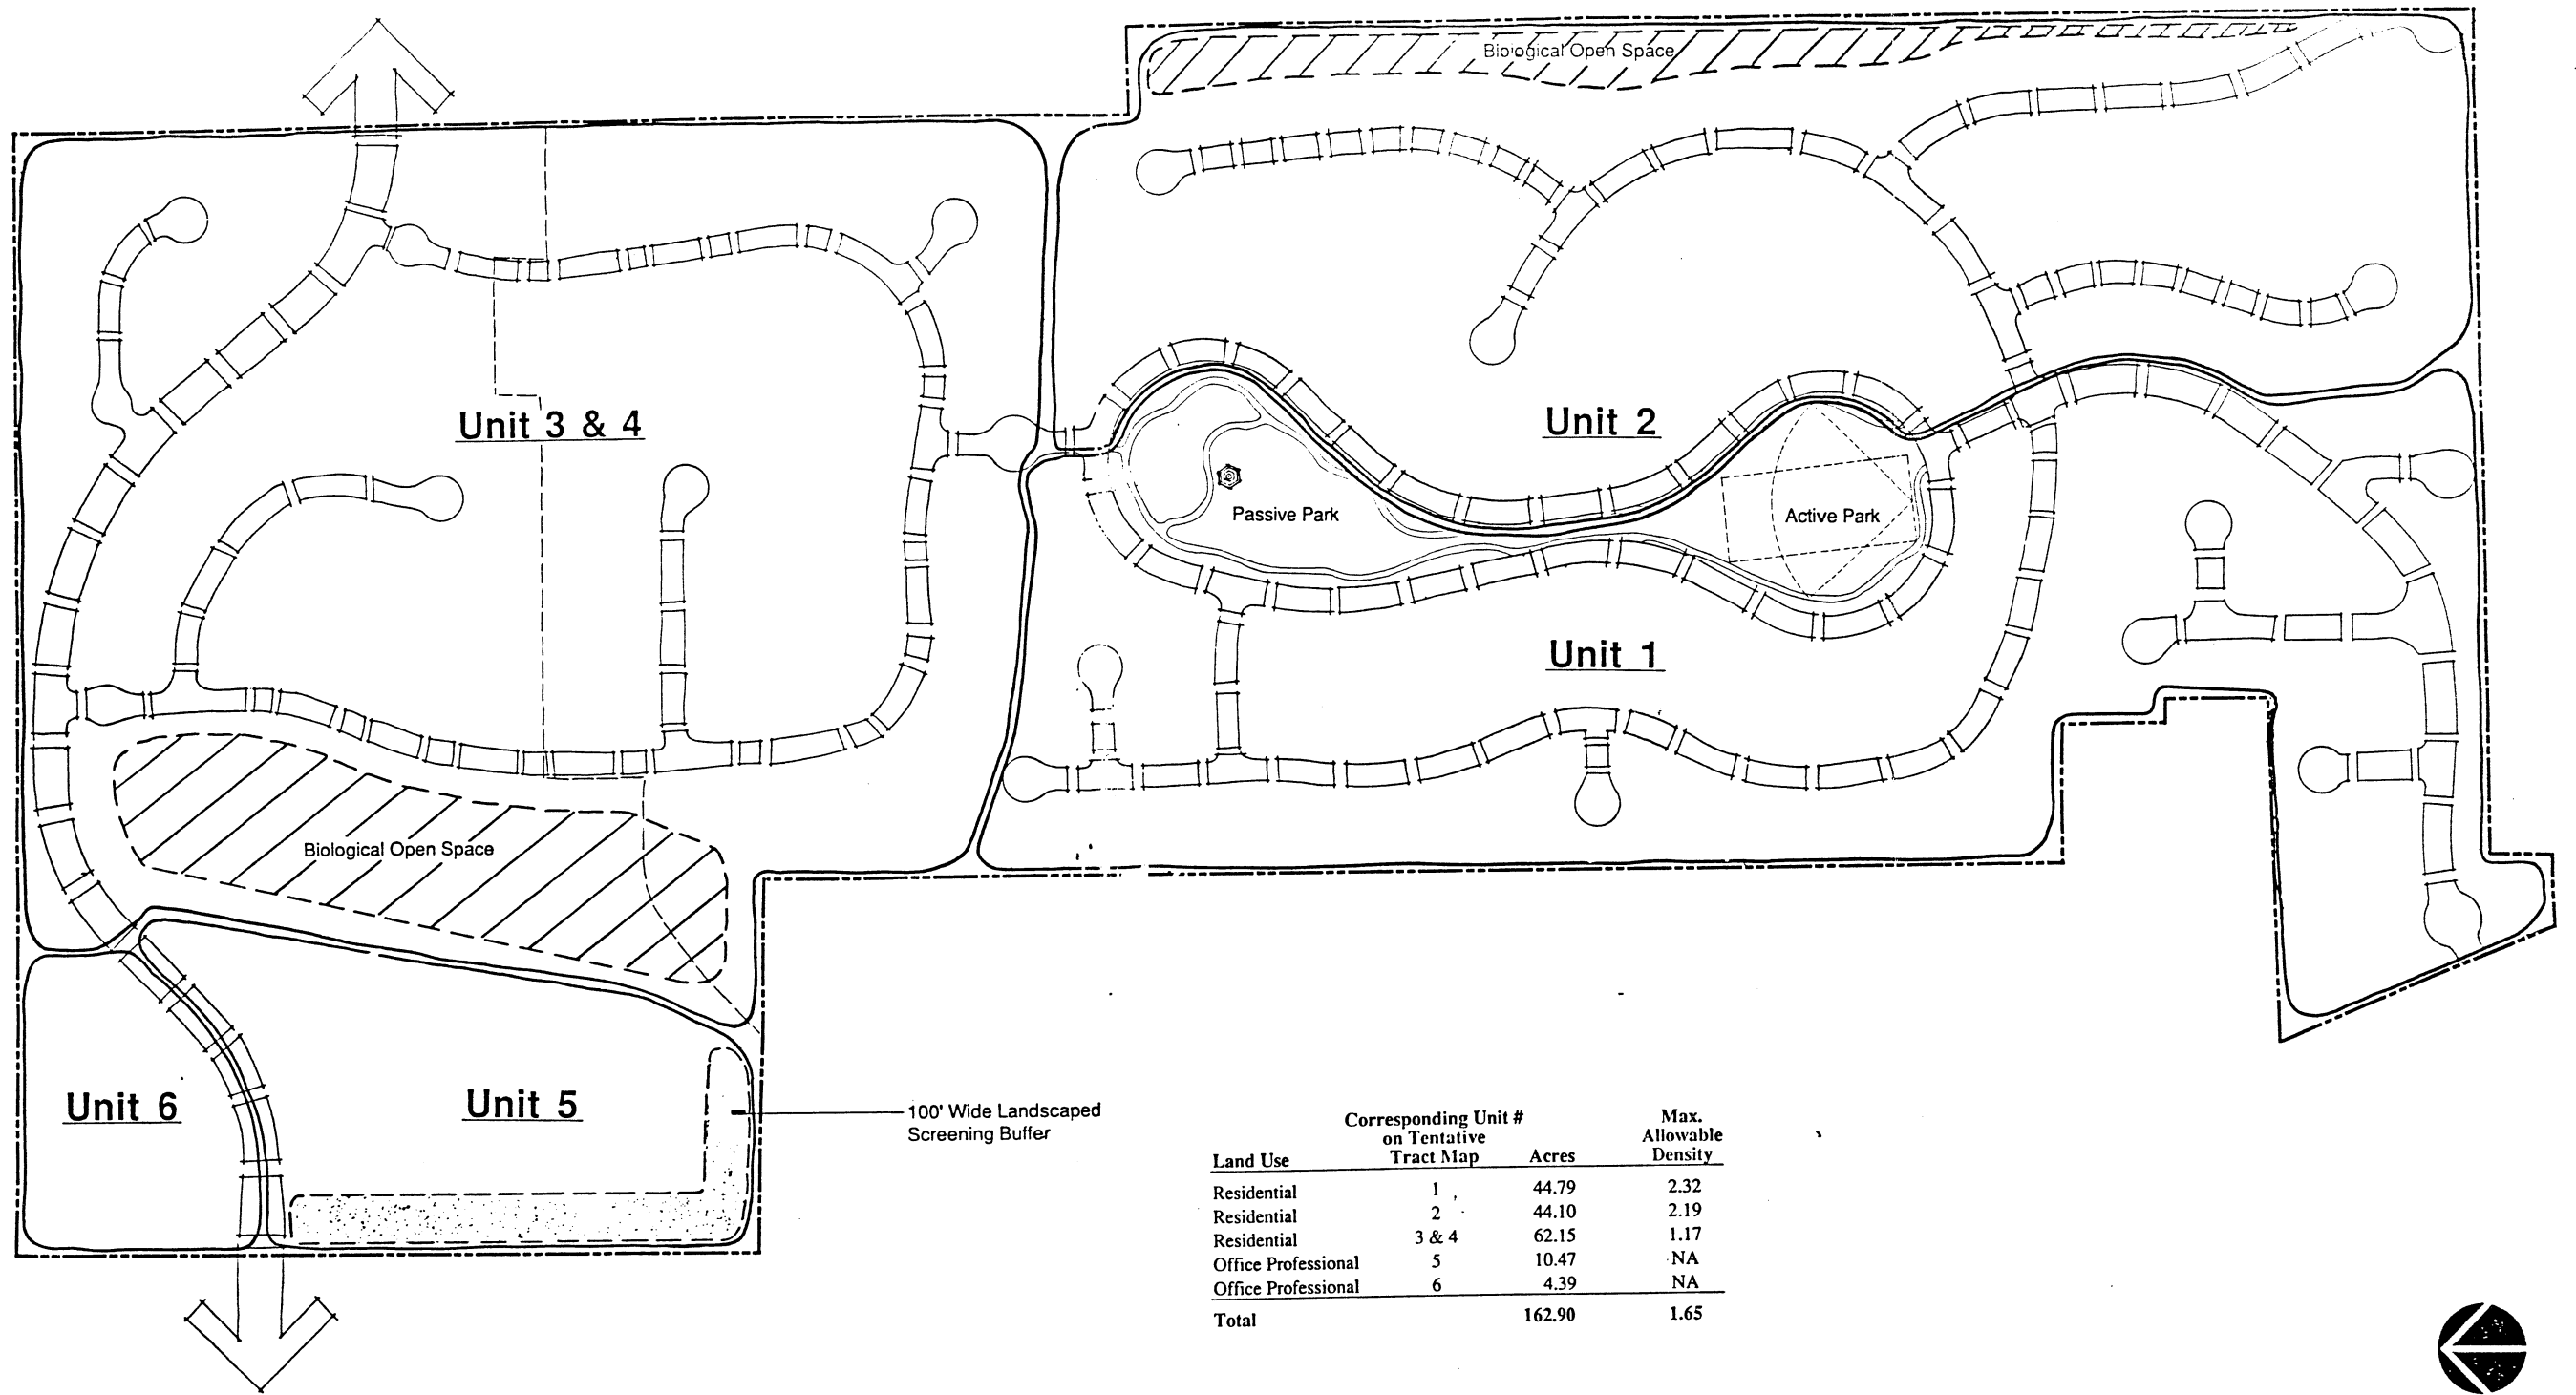 Biological Open Space
Unit 3 & 4
Unit 2
Passive Park
Active Park
Unit 1
Biological Open Space
Unit 6
Unit 5
100' Wide Landscaped
Screening Buffer
Corresponding Unit #
on Tentative
Tract Map
Max.
Allowable
Density
Land Use Acres
Residential 1 44.79 2.32
Residential 2 44.10 2.19
Residential 3 & 4 62.15 1.17
Office Professional 5 10.47 NA
Office Professional 6 4.39 NA
Total 162.90 1.65